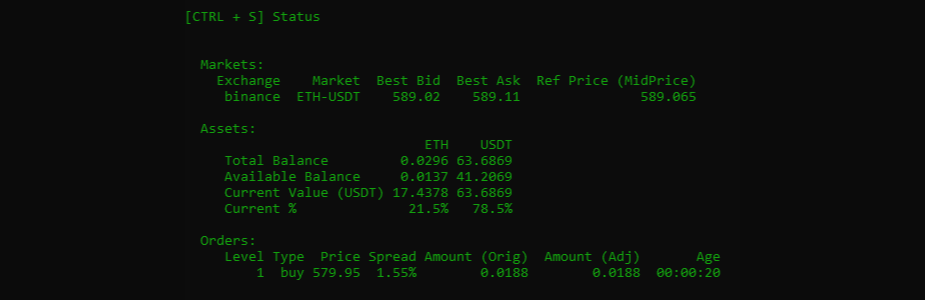 [CTRL + S] Status
Markets:
Exchange Market Best Bid Best Ask Ref Price (MidPrice)
binance ETH-USDT 589.02 589.11 589.065
Assets:
ETH USDT
Total Balance 0.0296 63.6869
Available Balance 0.0137 41.2069
Current Value (USDT) 17.4378 63.6869
Current % 21.5% 78.5%
Orders:
Level Type Price Spread Amount (Orig) Amount (Adj) Age
1 buy 579.95 1.55% 0.0188 0.0188 00:00:20